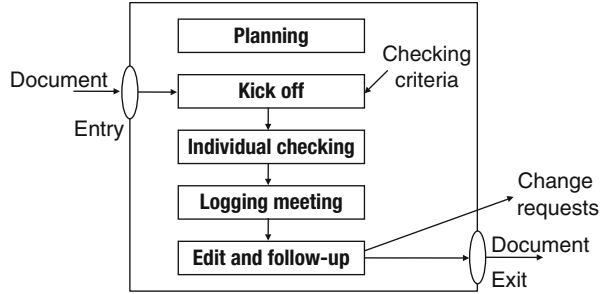 Planning
Checking
criteria
Document
Kick off
Entry
Individual checking
Logging meeting
Change
requests
Edit and follow-up
Document
Exit